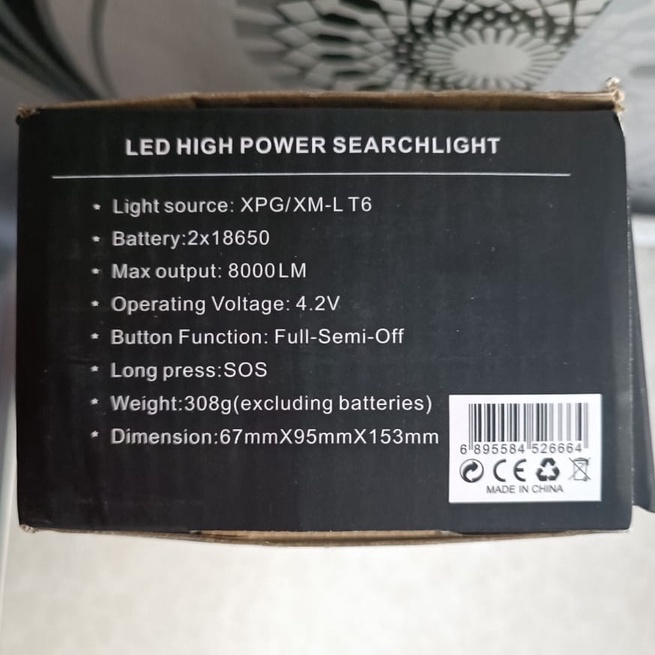 LED HIGH POWER SEARCHLIGHT
• Light source: XPG/XM-L T6
• Battery:2x18650
• Max output: 8000LM
• Operating Voltage: 4.2V
• Button Function: Full-Semi-Off
• Long press:SOS
• Weight:308g(excluding batteries)
• Dimension:67mmX95mmX153mm
6 895584 526664
CE
MADE IN CHINA